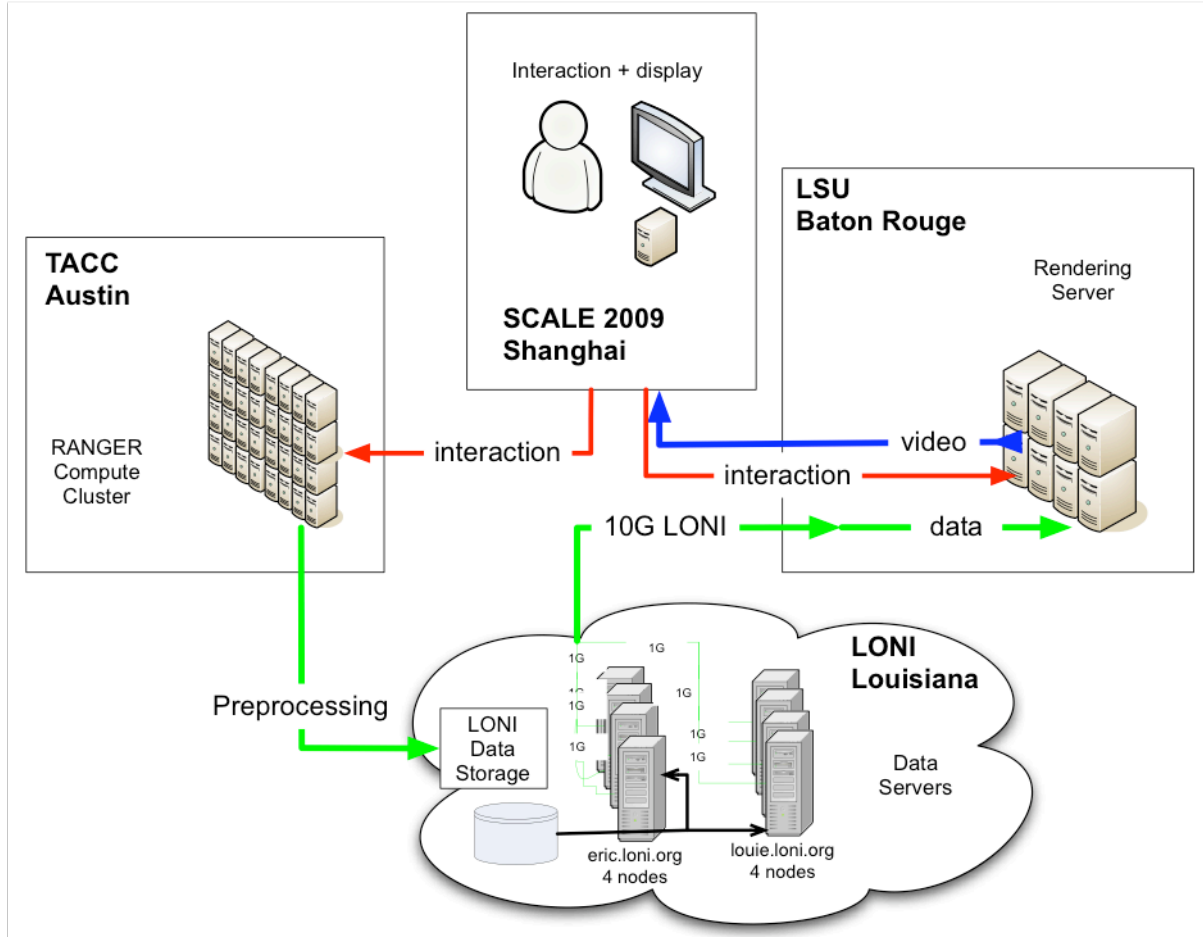 Interaction + display
SCALE 2009
Shanghai
LSU
Baton Rouge
Rendering
Server
TACC
Austin
RANGER
Compute
Cluster
interaction
video
interaction
10G LONI
data
Preprocessing
LONI
Louisiana
LONI
Data
Storage
1G
1G
1G
1G
1G
1G
1G
Data
Servers
eric.loni.org
4 nodes
louie.loni.org
4 nodes